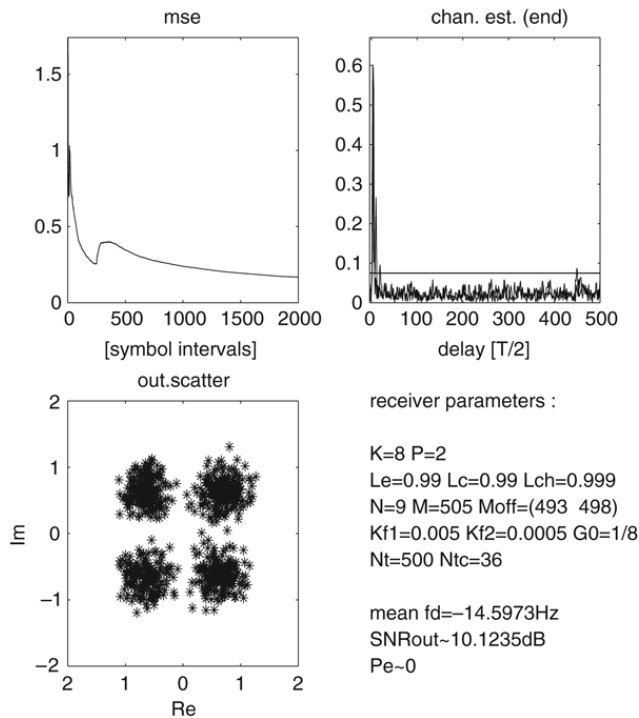 mse
1.5
1
0.5
0
0 500 1000 1500 2000
[symbol intervals]
chan. est. (end)
0.6
0.5
0.4
0.3
0.2
0.1
0
0 100 200 300 400 500
delay [T/2]
out.scatter
2
1
0
−1
−2
Im
2 1 0 1 2
Re
receiver parameters :
K=8 P=2
Le=0.99 Lc=0.99 Lch=0.999
N=9 M=505 Moff=(493 498)
Kf1=0.005 Kf2=0.0005 G0=1/8
Nt=500 Ntc=36
mean fd=−14.5973Hz
SNRout~10.1235dB
Pe~0